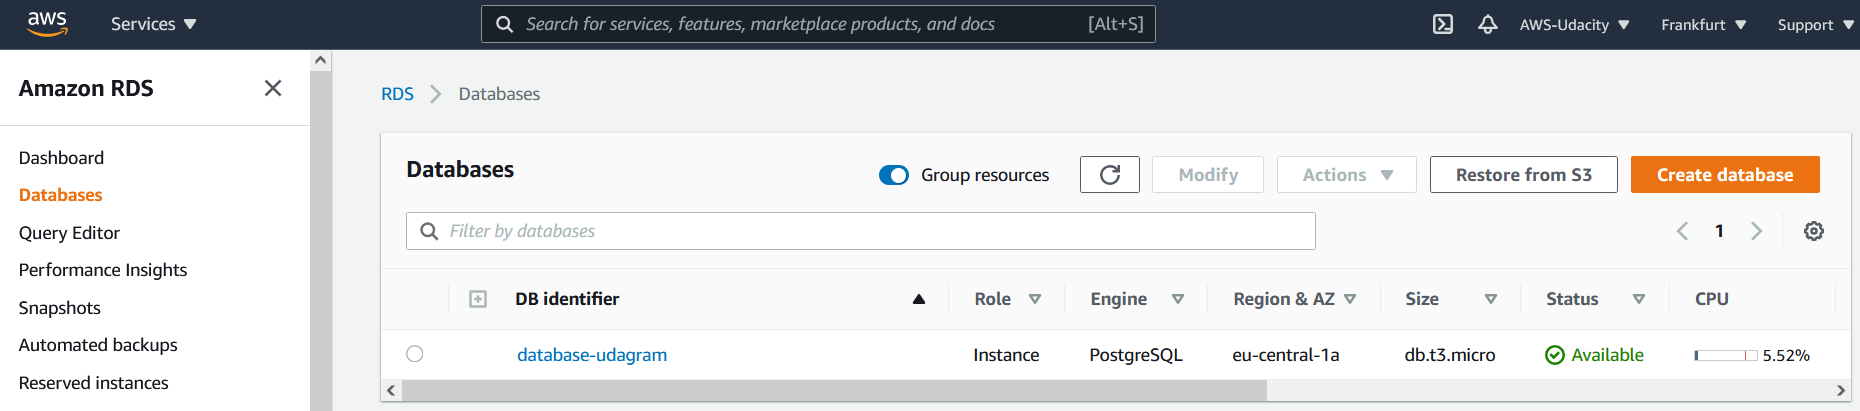 aws Services Search for services, features, marketplace products, and docs [Alt+S] AWS-Udacity Frankfurt Support
Amazon RDS
Dashboard
Databases
Query Editor
Performance Insights
Snapshots
Automated backups
Reserved instances
RDS Databases
Databases Group resources Modify Actions Restore from S3 Create database
Filter by databases 1
DB identifier Role Engine Region & AZ Size Status CPU
database-udagram Instance PostgreSQL eu-central-1a db.t3.micro Available 5.52%